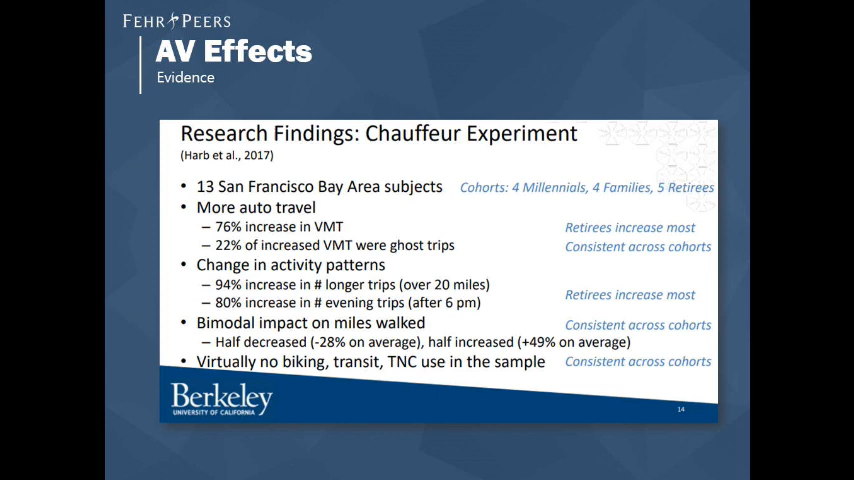 FEHR PEERS
AV Effects
Evidence
Research Findings: Chauffeur Experiment
(Harb et al., 2017)
• 13 San Francisco Bay Area subjects Cohorts: 4 Millennials, 4 Families, 5 Retirees
• More auto travel
– 76% increase in VMT Retirees increase most
– 22% of increased VMT were ghost trips Consistent across cohorts
• Change in activity patterns
– 94% increase in # longer trips (over 20 miles)
Retirees increase most
– 80% increase in # evening trips (after 6 pm)
• Bimodal impact on miles walked Consistent across cohorts
– Half decreased (-28% on average), half increased (+49% on average)
• Virtually no biking, transit, TNC use in the sample Consistent across cohorts
Berkeley
UNIVERSITY OF CALIFORNIA
14